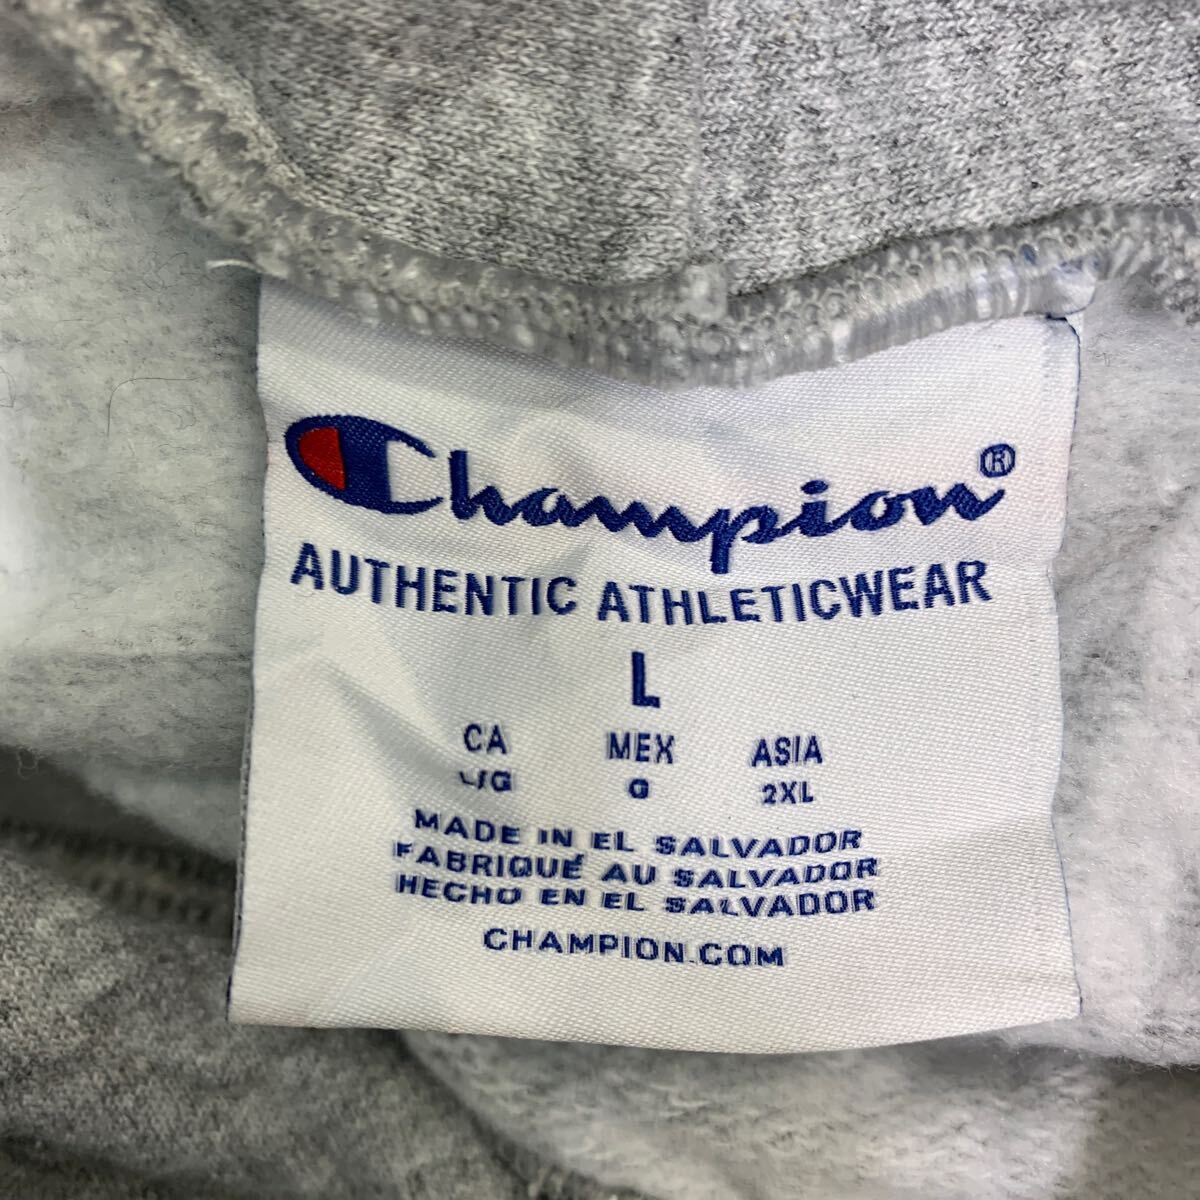 Champion®
AUTHENTIC ATHLETICWEAR
L
CA MEX ASIA
L/G G 2XL
MADE IN EL SALVADOR
FABRIQUÉ AU SALVADOR
HECHO EN EL SALVADOR
CHAMPION.COM